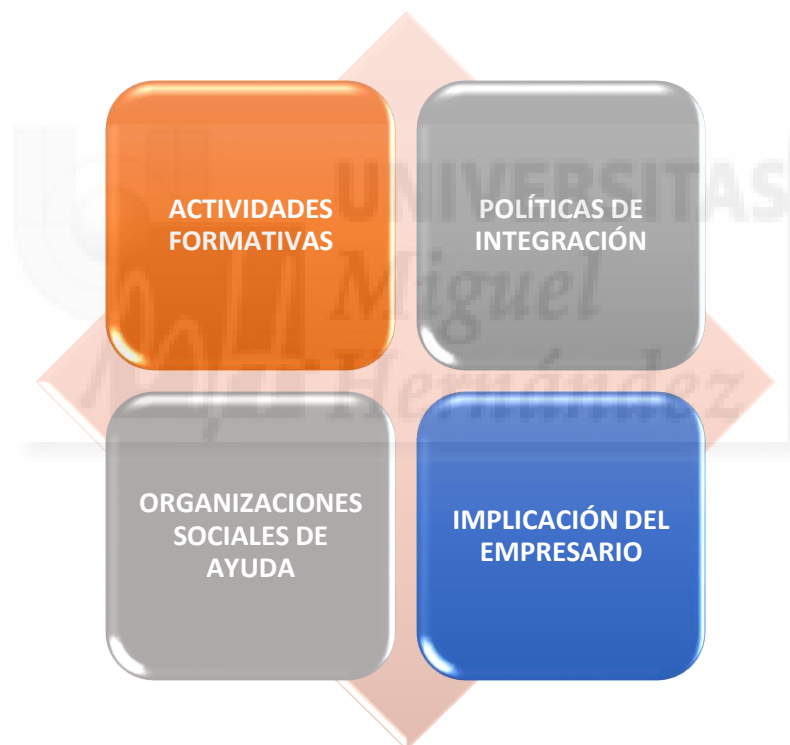 ACTIVIDADES
FORMATIVAS
POLÍTICAS DE
INTEGRACIÓN
ORGANIZACIONES
SOCIALES DE
AYUDA
IMPLICACIÓN DEL
EMPRESARIO
UNIVERSITAS
Miguel
Hernández